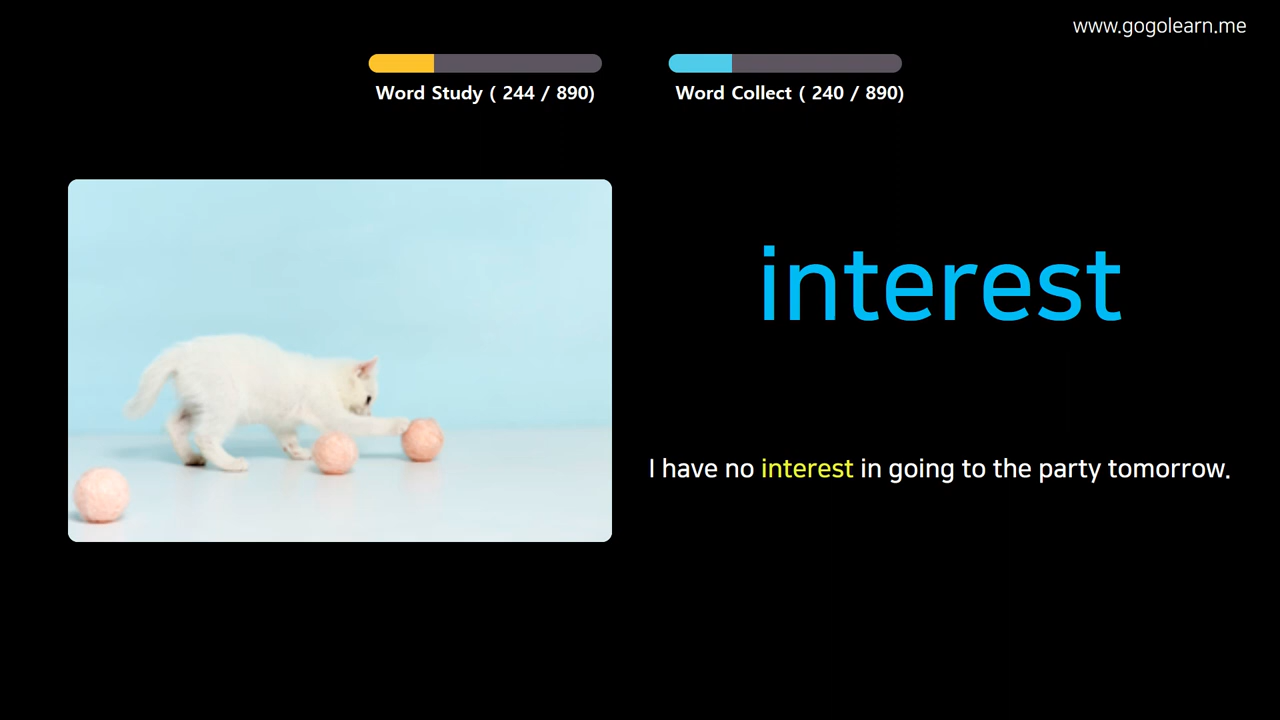 www.gogolearn.me
Word Study ( 244 / 890)
Word Collect ( 240 / 890)
interest
I have no interest in going to the party tomorrow.